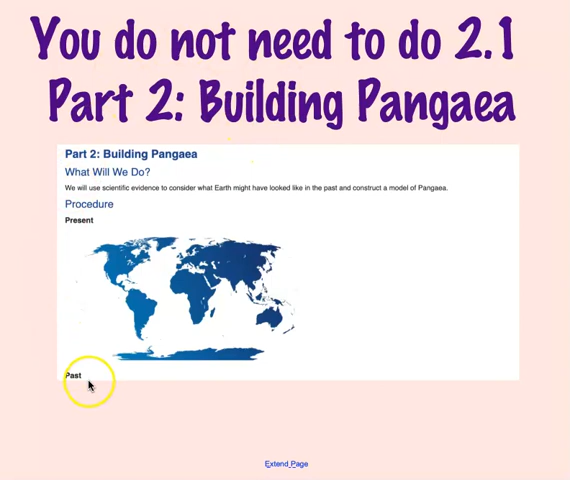 You do not need to do 2.1
Part 2: Building Pangaea
Part 2: Building Pangaea
What Will We Do?
We will use scientific evidence to consider what Earth might have looked like in the past and construct a model of Pangaea.
Procedure
Present
Past
Extend Page